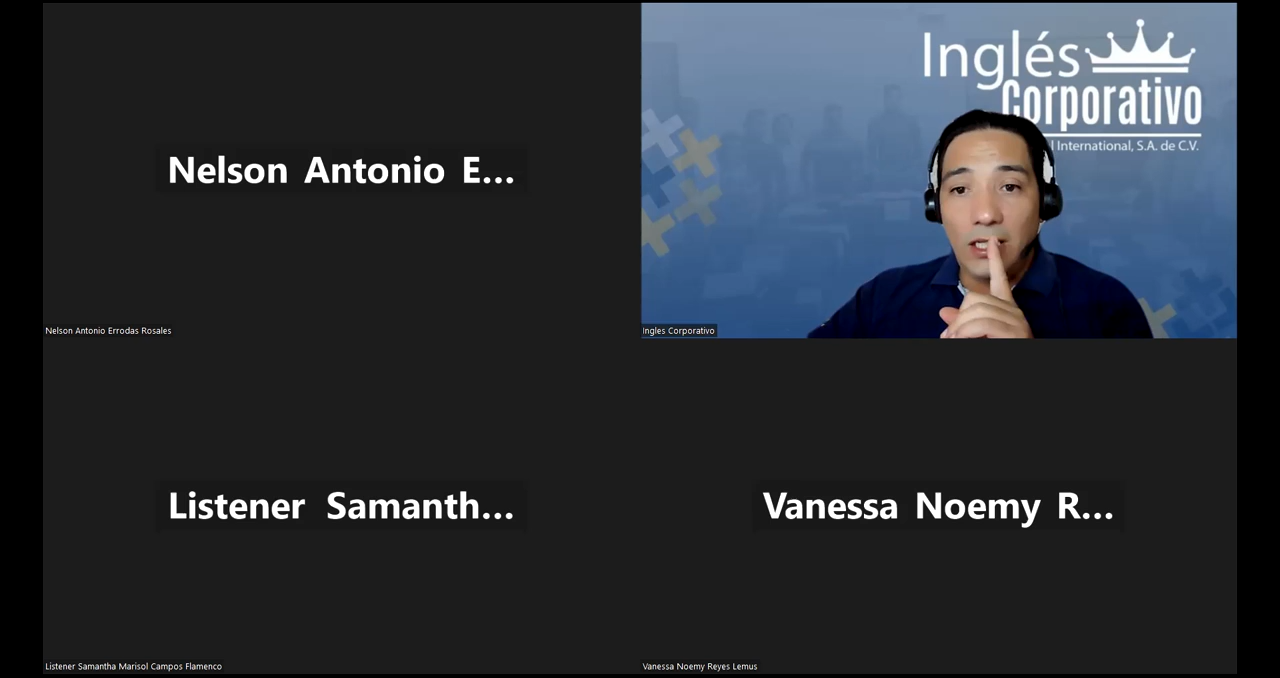 Nelson Antonio E...
Nelson Antonio Errodas Rosales
Inglés
Corporativo
l International, S.A. de C.V.
Ingles Corporativo
Listener Samanth...
Listener Samantha Marisol Campos Flamenco
Vanessa Noemy R...
Vanessa Noemy Reyes Lemus